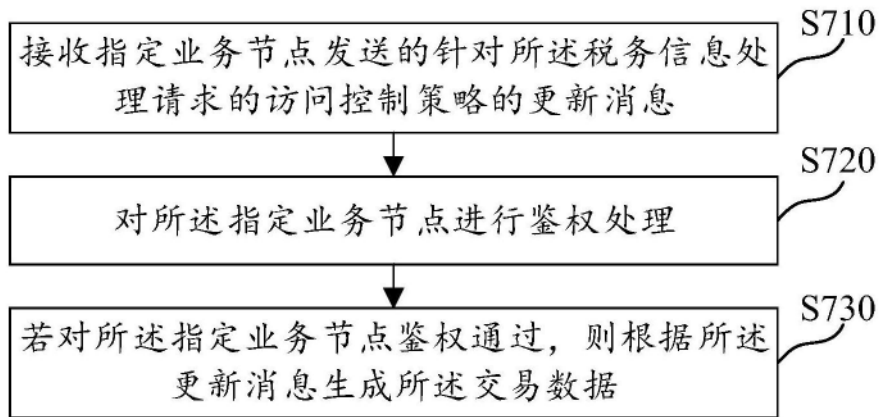 S710
接收指定业务节点发送的针对所述税务信息处
理请求的访问控制策略的更新消息
S720
对所述指定业务节点进行鉴权处理
S730
若对所述指定业务节点鉴权通过，则根据所述
更新消息生成所述交易数据